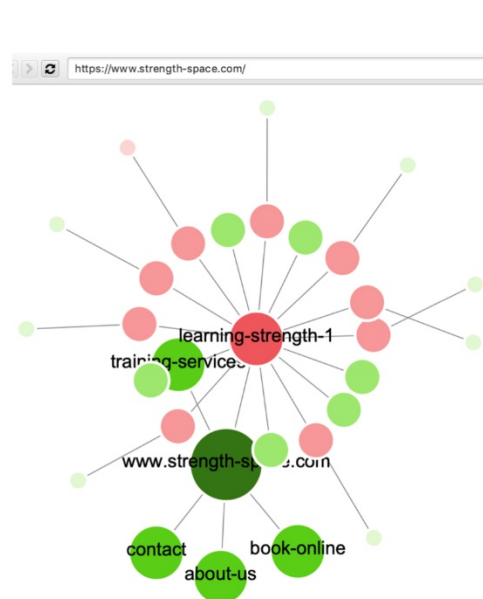 https://www.strength-space.com/
learning-strength-1
training-services
www.strength-space.com
contact
book-online
about-us